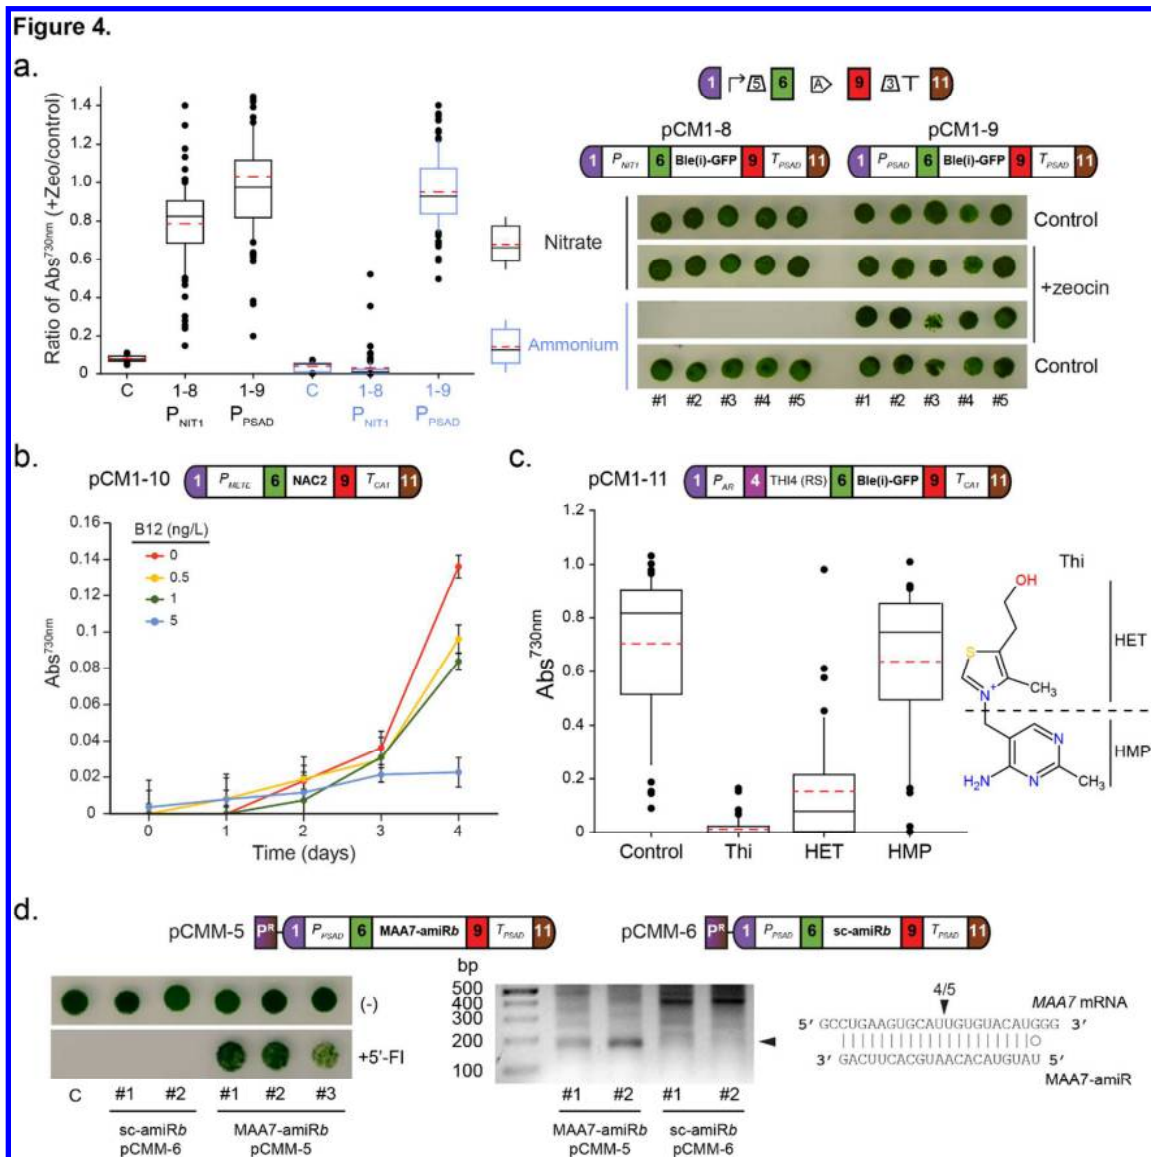 Figure 4.
a.
1 5 6 A 9 3 11
pCM1-8 pCM1-9
1 PNIT1 6 Ble(i)-GFP 9 TPSAD 11
1 PPSAD 6 Ble(i)-GFP 9 TPSAD 11
Ratio of Abs730nm (+Zeo/control)
1.4
1.2
1.0
0.8
0.6
0.4
0.2
0
C 1-8 1-9 C 1-8 1-9
PNIT1 PPSAD PNIT1 PPSAD
Nitrate
Ammonium
Control
+zeocin
Control
#1 #2 #3 #4 #5 #1 #2 #3 #4 #5
b.
pCM1-10
1 PMETE 6 NAC2 9 TCA1 11
B12 (ng/L)
0
0.5
1
5
Abs730nm
0.16
0.14
0.12
0.1
0.08
0.06
0.04
0.02
0
0 1 2 3 4
Time (days)
c.
pCM1-11
1 PAR 4 THI4 (RS) 6 Ble(i)-GFP 9 TCA1 11
Abs730nm
1
0.8
0.6
0.4
0.2
0
Control Thi HET HMP
Thi
OH
S
HET
N+
CH3
HMP
N
H2N
N
CH3
d.
pCMM-5
PR 1 PPSAD 6 MAA7-amiRb 9 TPSAD 11
pCMM-6
PR 1 PPSAD 6 sc-amiRb 9 TPSAD 11
(-)
+5'-FI
C #1 #2 #1 #2 #3
sc-amiRb MAA7-amiRb
pCMM-6 pCMM-5
bp
500
400
300
200
100
#1 #2 #1 #2
MAA7-amiRb sc-amiRb
pCMM-5 pCMM-6
4/5
MAA7 mRNA
5' GCCUGAAGUGCAUUGUGUACAUGGG 3'
3' GACUUCACGUAACACAUGUAU 5'
MAA7-amiR